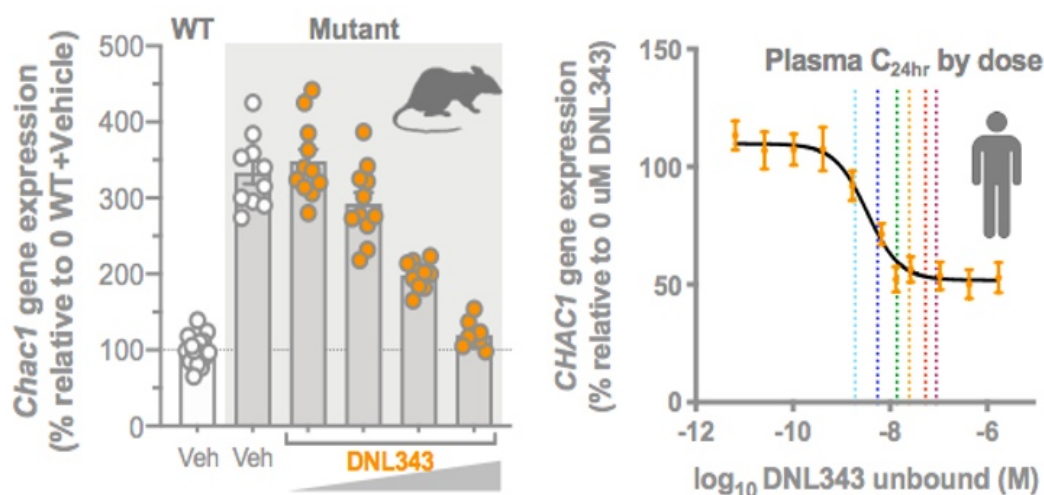 WT Mutant
Chac1 gene expression
(% relative to 0 WT+Vehicle)
500
400
300
200
100
0
Veh Veh DNL343
Plasma C24hr by dose
CHAC1 gene expression
(% relative to 0 uM DNL343)
150
100
50
0
-12 -10 -8 -6
log10 DNL343 unbound (M)